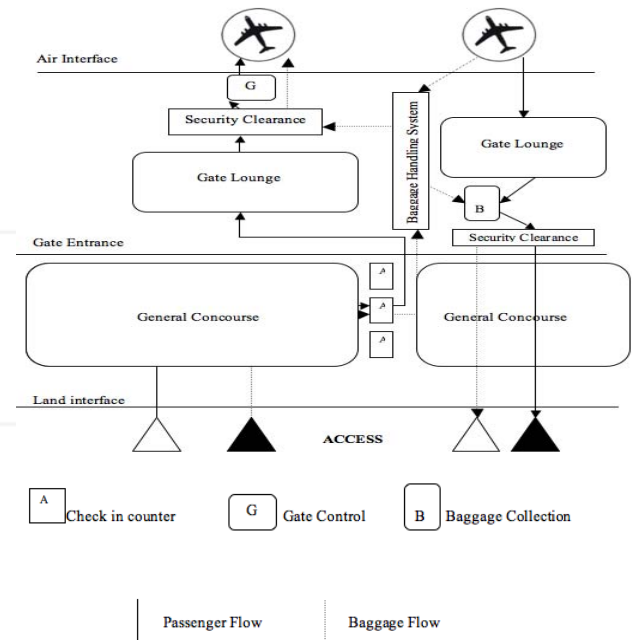 Air Interface
G
Security Clearance
Baggage Handling System
Gate Lounge
Gate Lounge
B
Security Clearance
Gate Entrance
A
General Concourse
A
General Concourse
A
Land interface
ACCESS
A
Check in counter
G
Gate Control
B
Baggage Collection
Passenger Flow
Baggage Flow